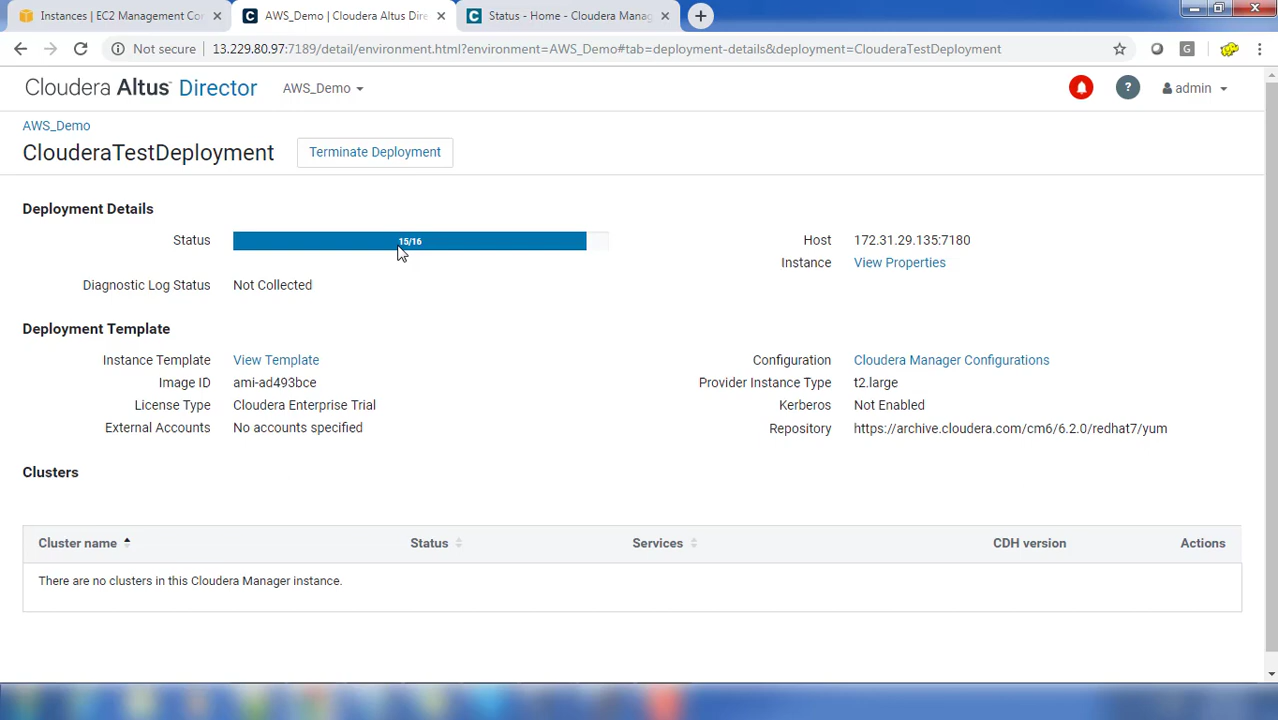 Instances | EC2 Management Con
AWS_Demo | Cloudera Altus Dire
Status - Home - Cloudera Manag
Not secure 13.229.80.97:7189/detail/environment.html?environment=AWS_Demo#tab=deployment-details&deployment=ClouderaTestDeployment
Cloudera Altus™ Director AWS_Demo
? admin
AWS_Demo
ClouderaTestDeployment Terminate Deployment
Deployment Details
Status 15/16 Host 172.31.29.135:7180
Instance View Properties
Diagnostic Log Status Not Collected
Deployment Template
Instance Template View Template Configuration Cloudera Manager Configurations
Image ID ami-ad493bce Provider Instance Type t2.large
License Type Cloudera Enterprise Trial Kerberos Not Enabled
External Accounts No accounts specified Repository https://archive.cloudera.com/cm6/6.2.0/redhat7/yum
Clusters
Cluster name Status Services CDH version Actions
There are no clusters in this Cloudera Manager instance.